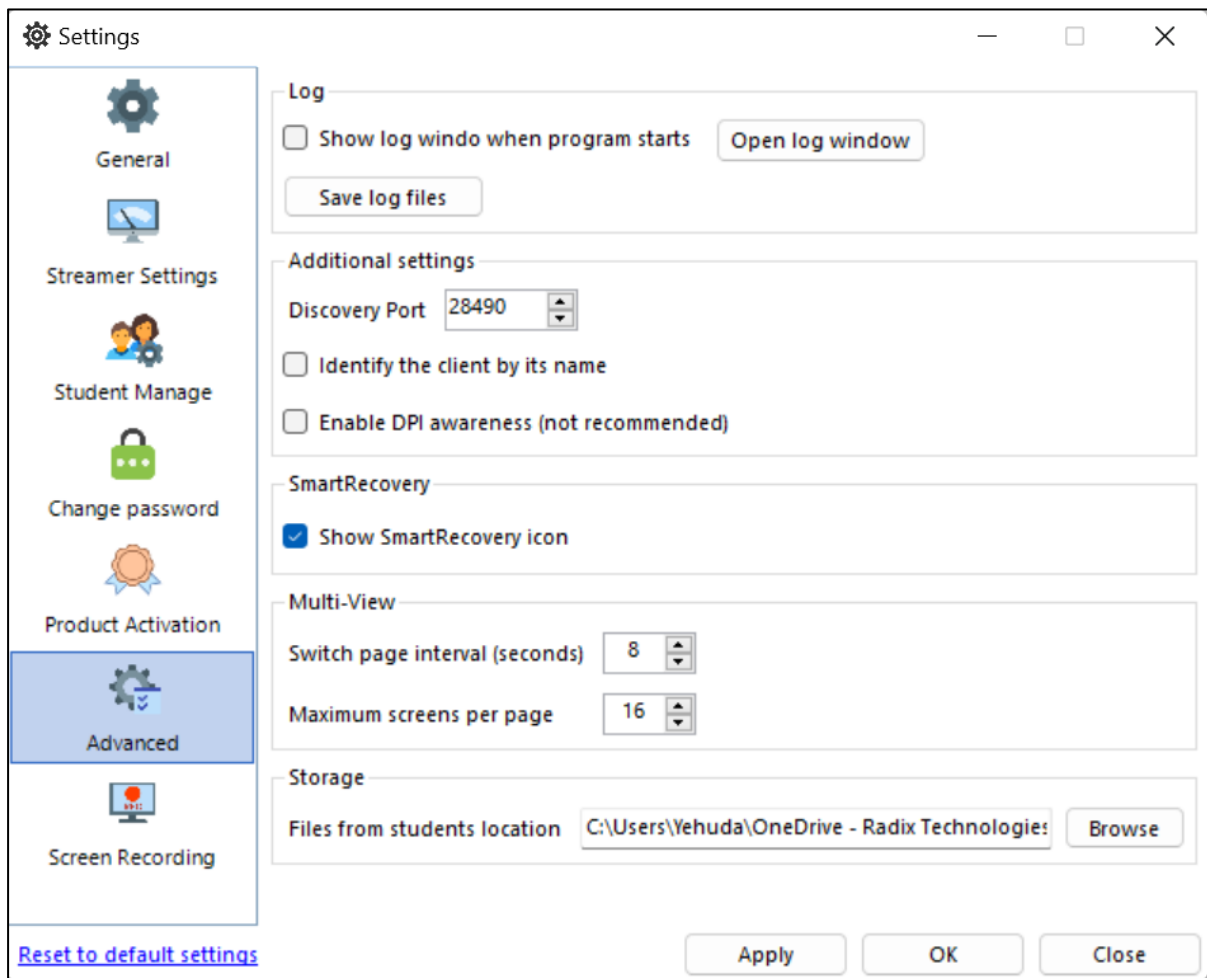 Settings
General
Streamer Settings
Student Manage
Change password
Product Activation
Advanced
Screen Recording
Reset to default settings
Log
Show log windo when program starts
Open log window
Save log files
Additional settings
Discovery Port 28490
Identify the client by its name
Enable DPI awareness (not recommended)
SmartRecovery
Show SmartRecovery icon
Multi-View
Switch page interval (seconds) 8
Maximum screens per page 16
Storage
Files from students location C:\Users\Yehuda\OneDrive - Radix Technologies Browse
Apply OK Close